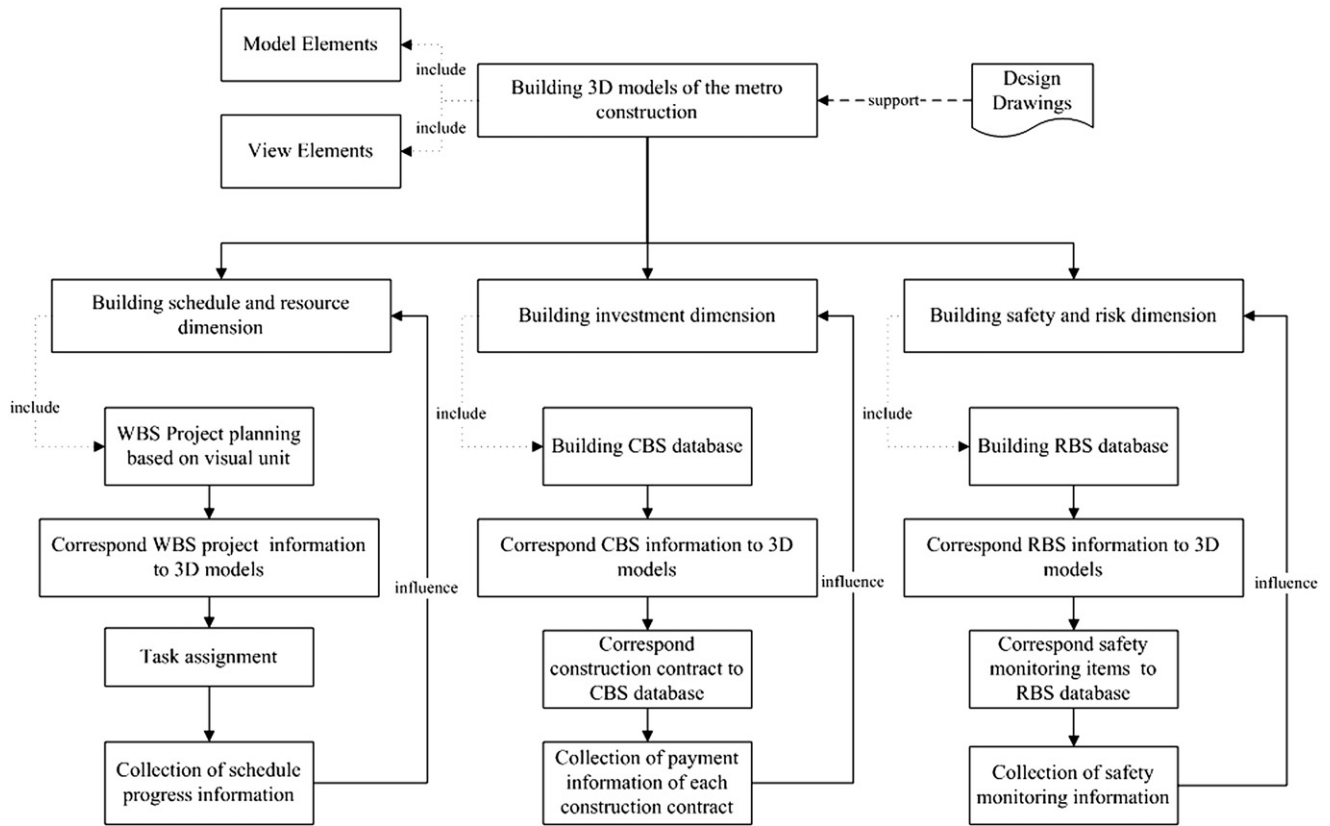 Model Elements
include
Building 3D models of the metro
construction
support
Design
Drawings
include
View Elements
Building schedule and resource
dimension
Building investment dimension
Building safety and risk dimension
include
WBS Project planning
based on visual unit
Correspond WBS project information
to 3D models
influence
Task assignment
Collection of schedule
progress information
include
Building CBS database
Correspond CBS information to 3D
models
influence
Correspond
construction contract to
CBS database
Collection of payment
information of each
construction contract
include
Building RBS database
Correspond RBS information to 3D
models
influence
Correspond safety
monitoring items to
RBS database
Collection of safety
monitoring information